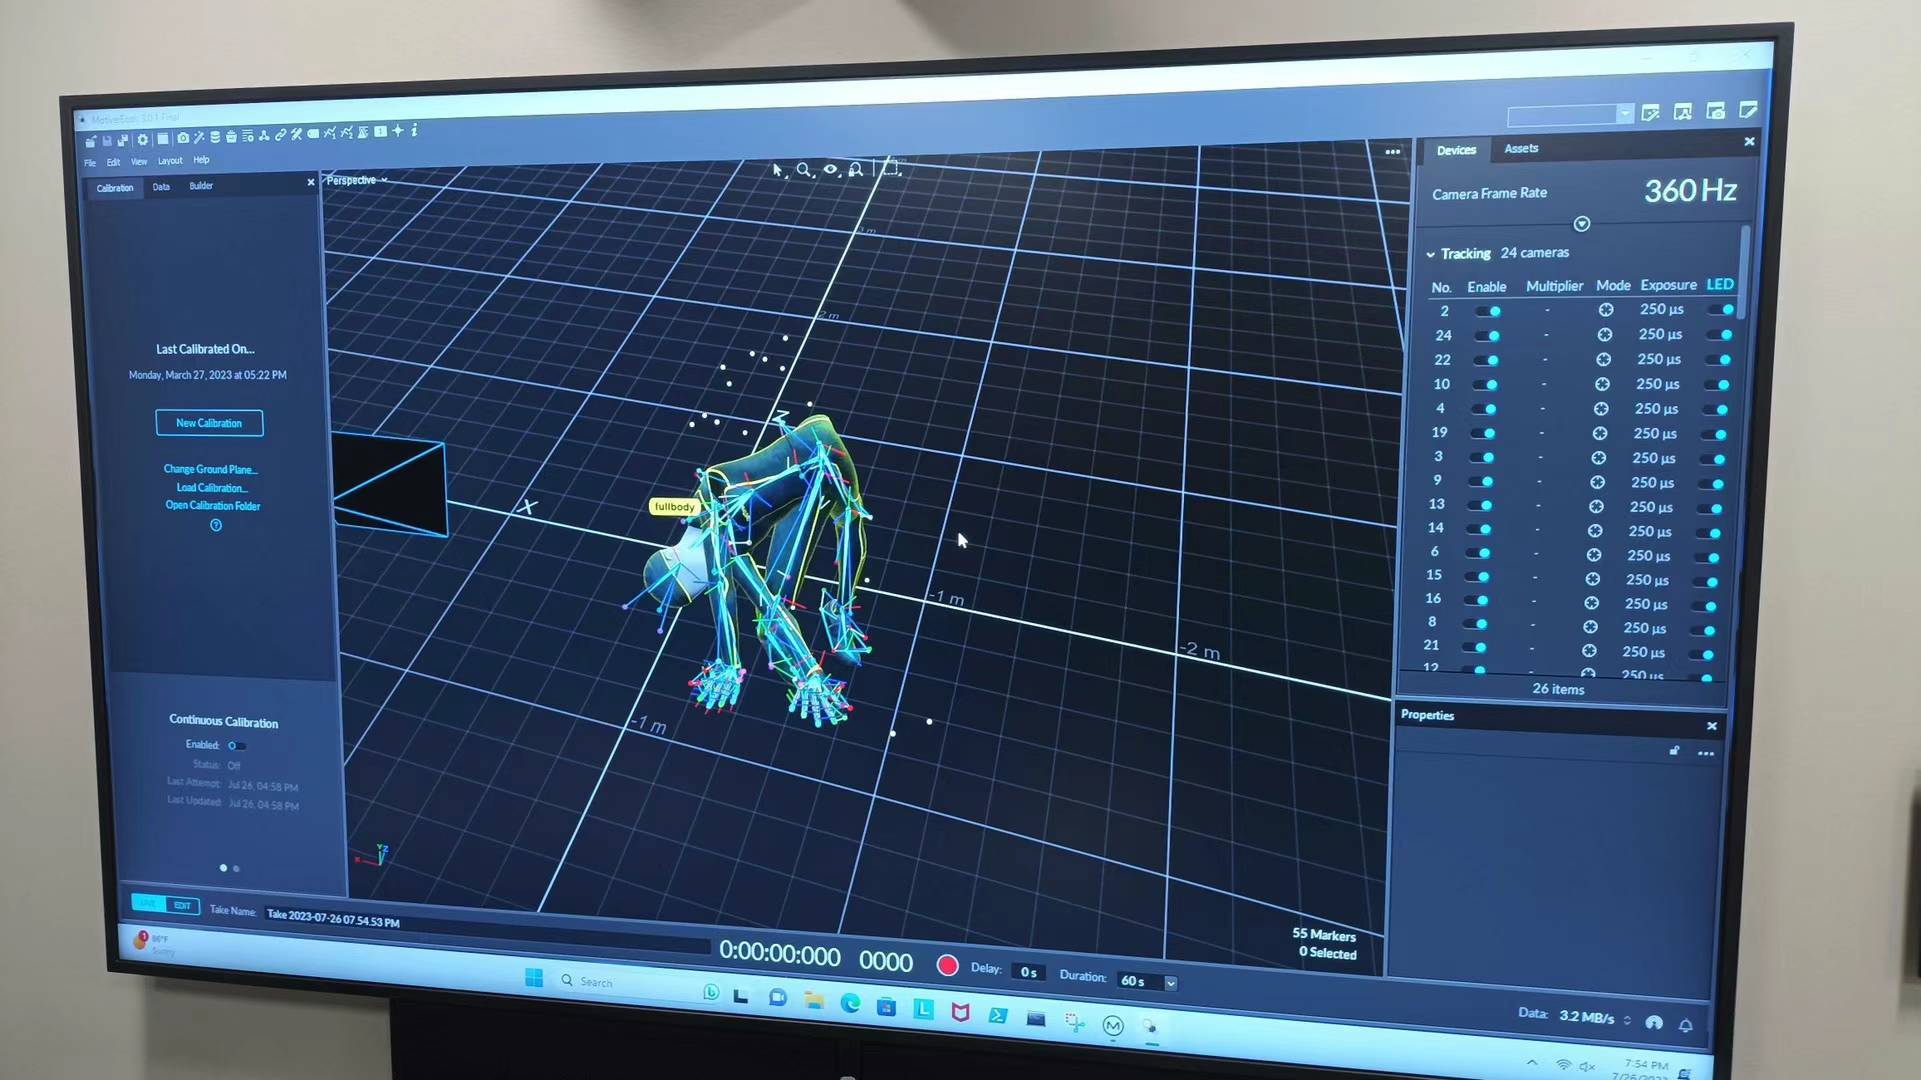 Motive:Body 3.0.1 Final
File Edit View Layout Help
Calibration Data Builder
Last Calibrated On...
Monday, March 27, 2023 at 05:22 PM
New Calibration
Change Ground Plane...
Load Calibration...
Open Calibration Folder
?
Continuous Calibration
Enabled:
Status: Off
Last Attempt: Jul 26, 04:58 PM
Last Updated: Jul 26, 04:58 PM
Perspective
2 m
Z
fullbody
X
-1 m
-2 m
-1 m
55 Markers
0 Selected
Devices Assets
Camera Frame Rate 360 Hz
Tracking 24 cameras
No. Enable Multiplier Mode Exposure LED
2 - 250 µs
24 - 250 µs
22 - 250 µs
10 - 250 µs
4 - 250 µs
19 - 250 µs
3 - 250 µs
9 - 250 µs
13 - 250 µs
14 - 250 µs
6 - 250 µs
15 - 250 µs
16 - 250 µs
8 - 250 µs
21 - 250 µs
12 250 µs
26 items
Properties
LIVE EDIT Take Name: Take 2023-07-26 07.54.53 PM
0:00:00:000 0000 Delay: 0 s Duration: 60 s
Data: 3.2 MB/s
1
86°F
Sunny
Search
7:54 PM